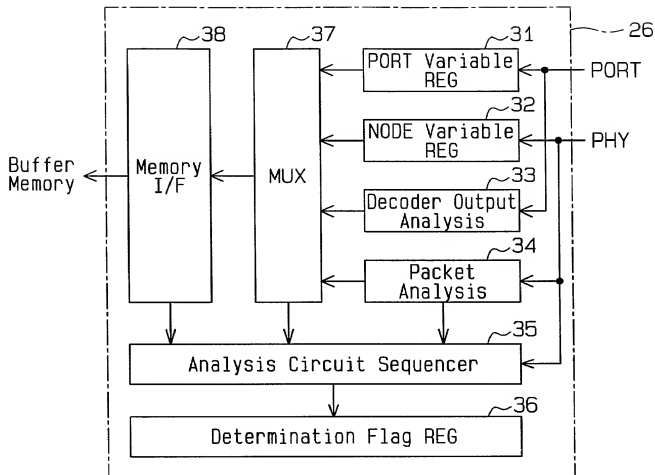 38
37
31
26
PORT Variable
REG
PORT
32
NODE Variable
REG
PHY
Buffer
Memory
Memory
I/F
MUX
33
Decoder Output
Analysis
34
Packet
Analysis
35
Analysis Circuit Sequencer
36
Determination Flag REG